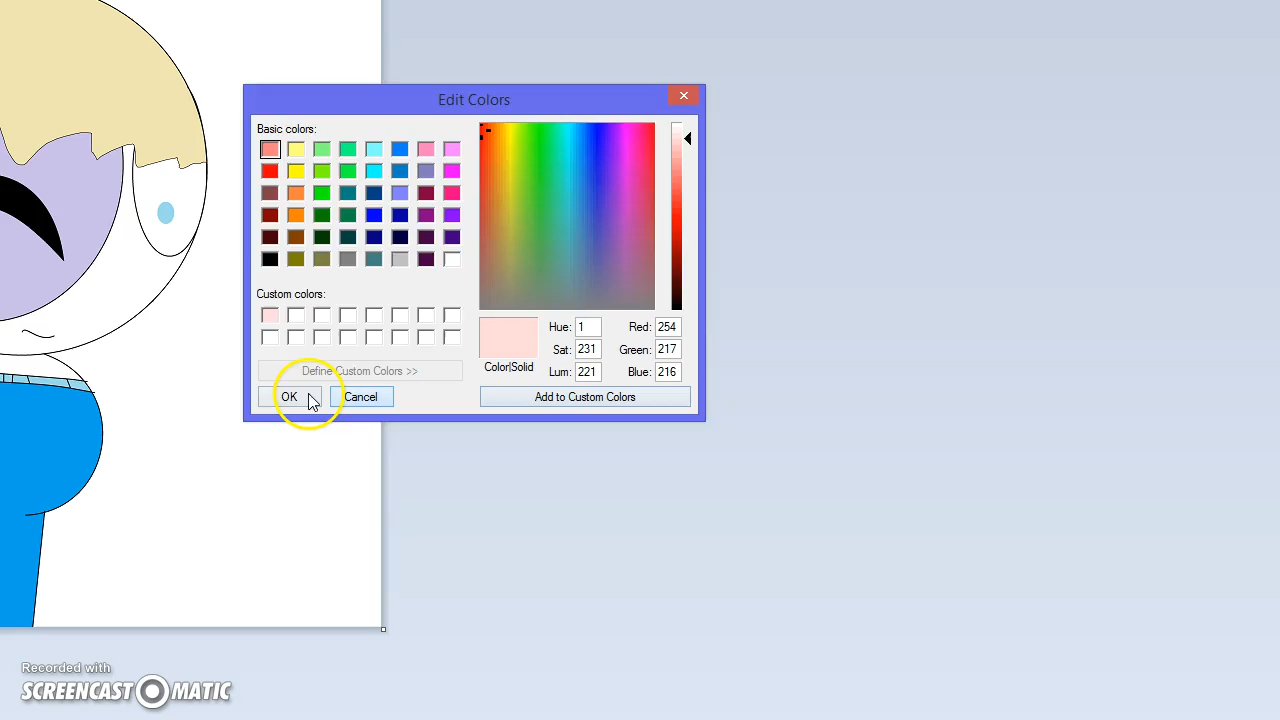 Edit Colors
Basic colors:
Custom colors:
Define Custom Colors >>
OK
Cancel
Color|Solid
Hue: 1
Sat: 231
Lum: 221
Red: 254
Green: 217
Blue: 216
Add to Custom Colors
Recorded with
SCREENCAST MATIC